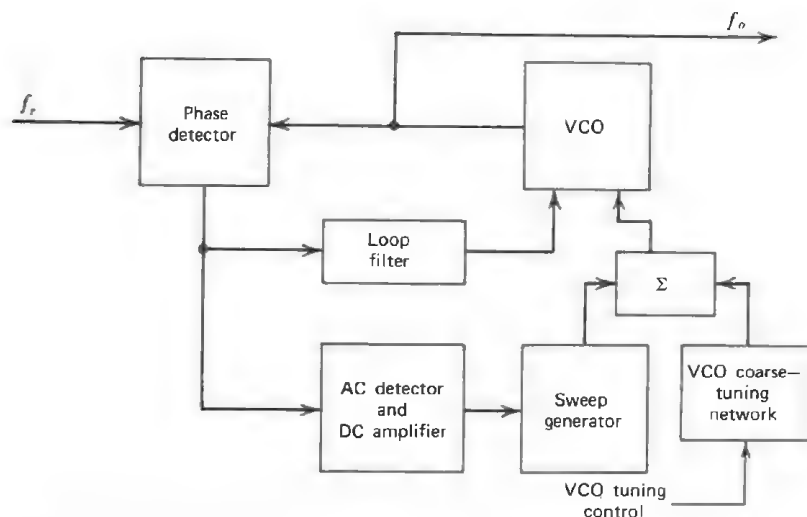 f_o
f_r
Phase
detector
VCO
Loop
filter
Σ
AC detector
and
DC amplifier
Sweep
generator
VCO coarse–
tuning
network
VCO tuning
control